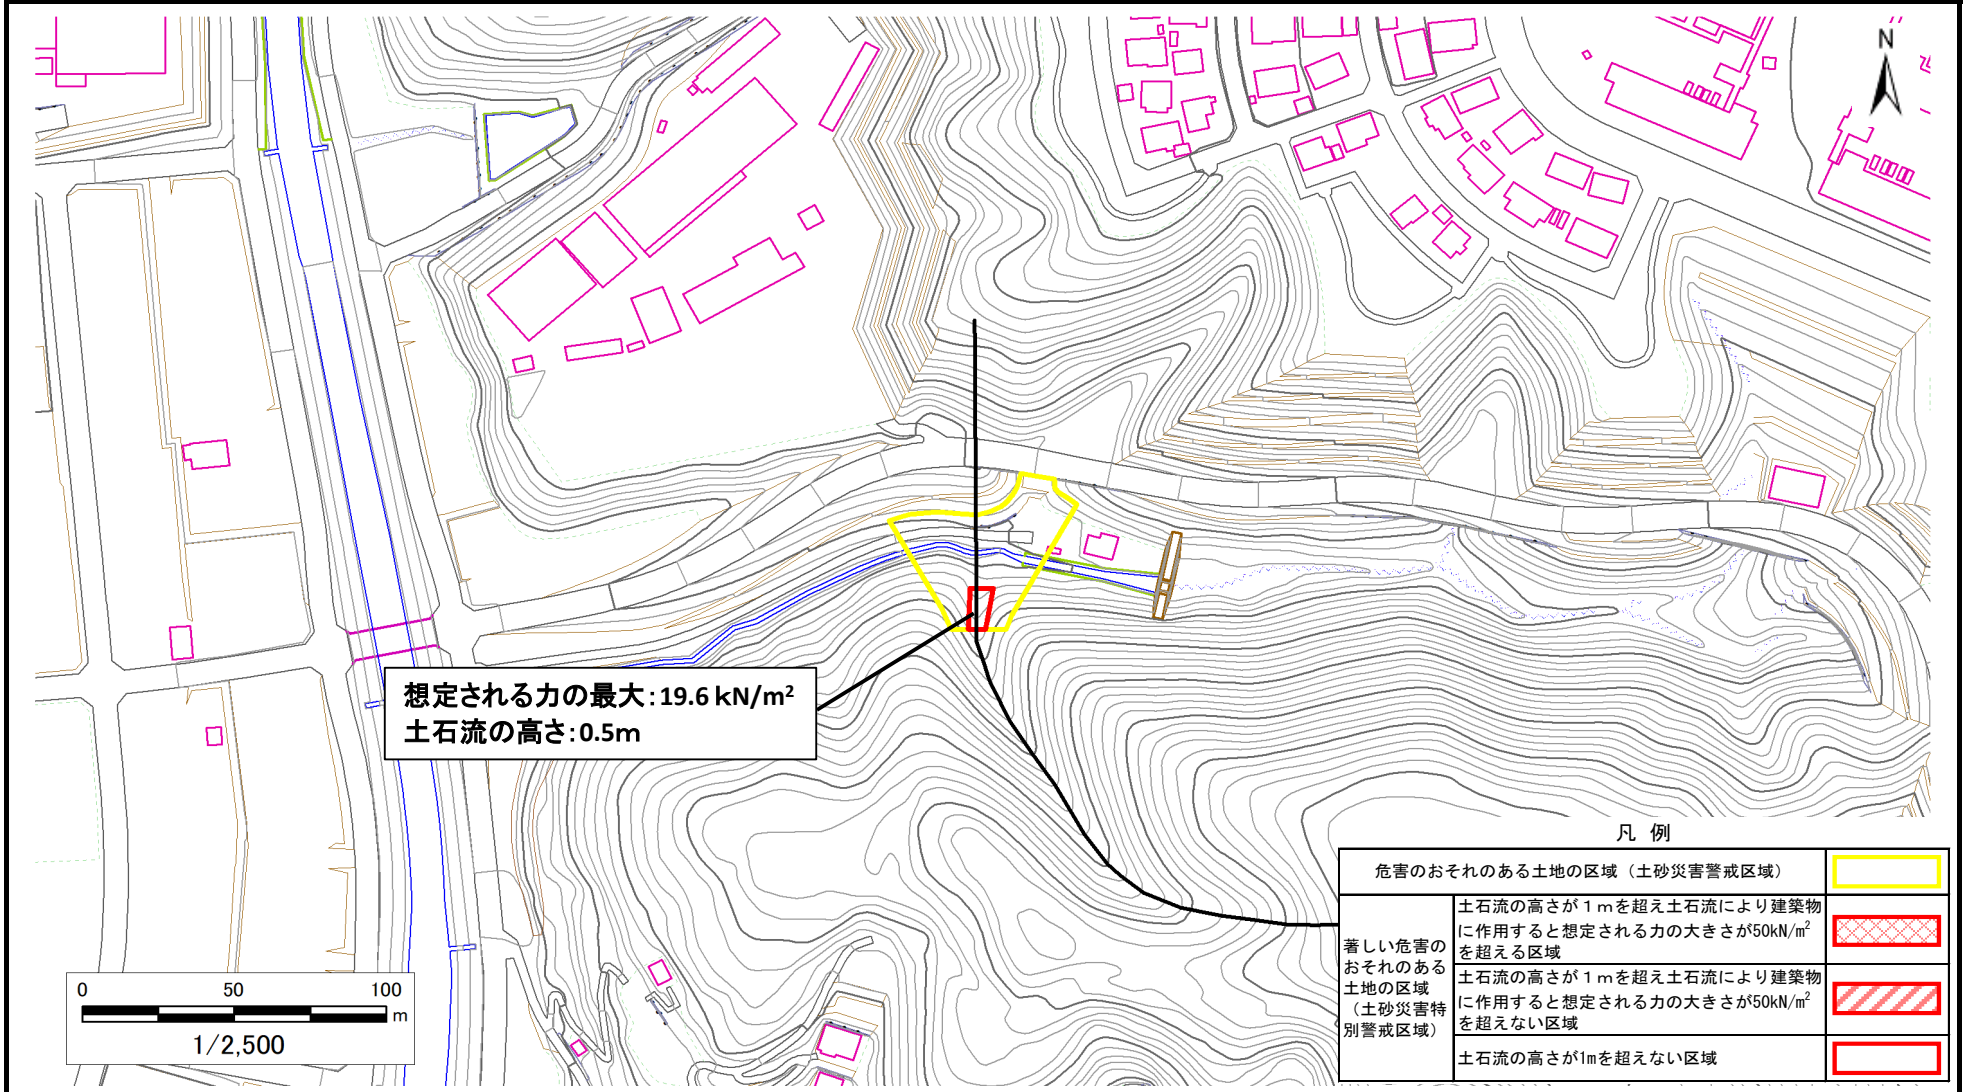 N
想定される力の最大：19.6 kN/m²
土石流の高さ：0.5m
凡 例
危害のおそれのある土地の区域（土砂災害警戒区域）
著しい危害の
おそれのある
土地の区域
（土砂災害特
別警戒区域）
土石流の高さが１ｍを超え土石流により建築物
に作用すると想定される力の大きさが50kN/㎡
を超える区域
土石流の高さが１ｍを超え土石流により建築物
に作用すると想定される力の大きさが50kN/㎡
を超えない区域
土石流の高さが1mを超えない区域
0 50 100
m
1/2,500